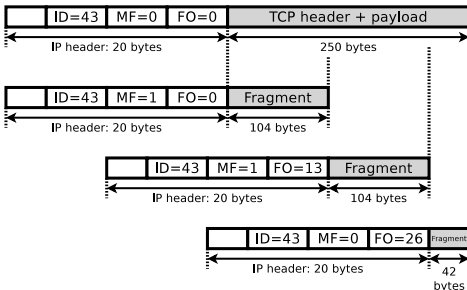 ID=43 MF=0 FO=0 TCP header + payload
IP header: 20 bytes 250 bytes
ID=43 MF=1 FO=0 Fragment
IP header: 20 bytes 104 bytes
ID=43 MF=1 FO=13 Fragment
IP header: 20 bytes 104 bytes
ID=43 MF=0 FO=26 Fragment
IP header: 20 bytes 42
bytes